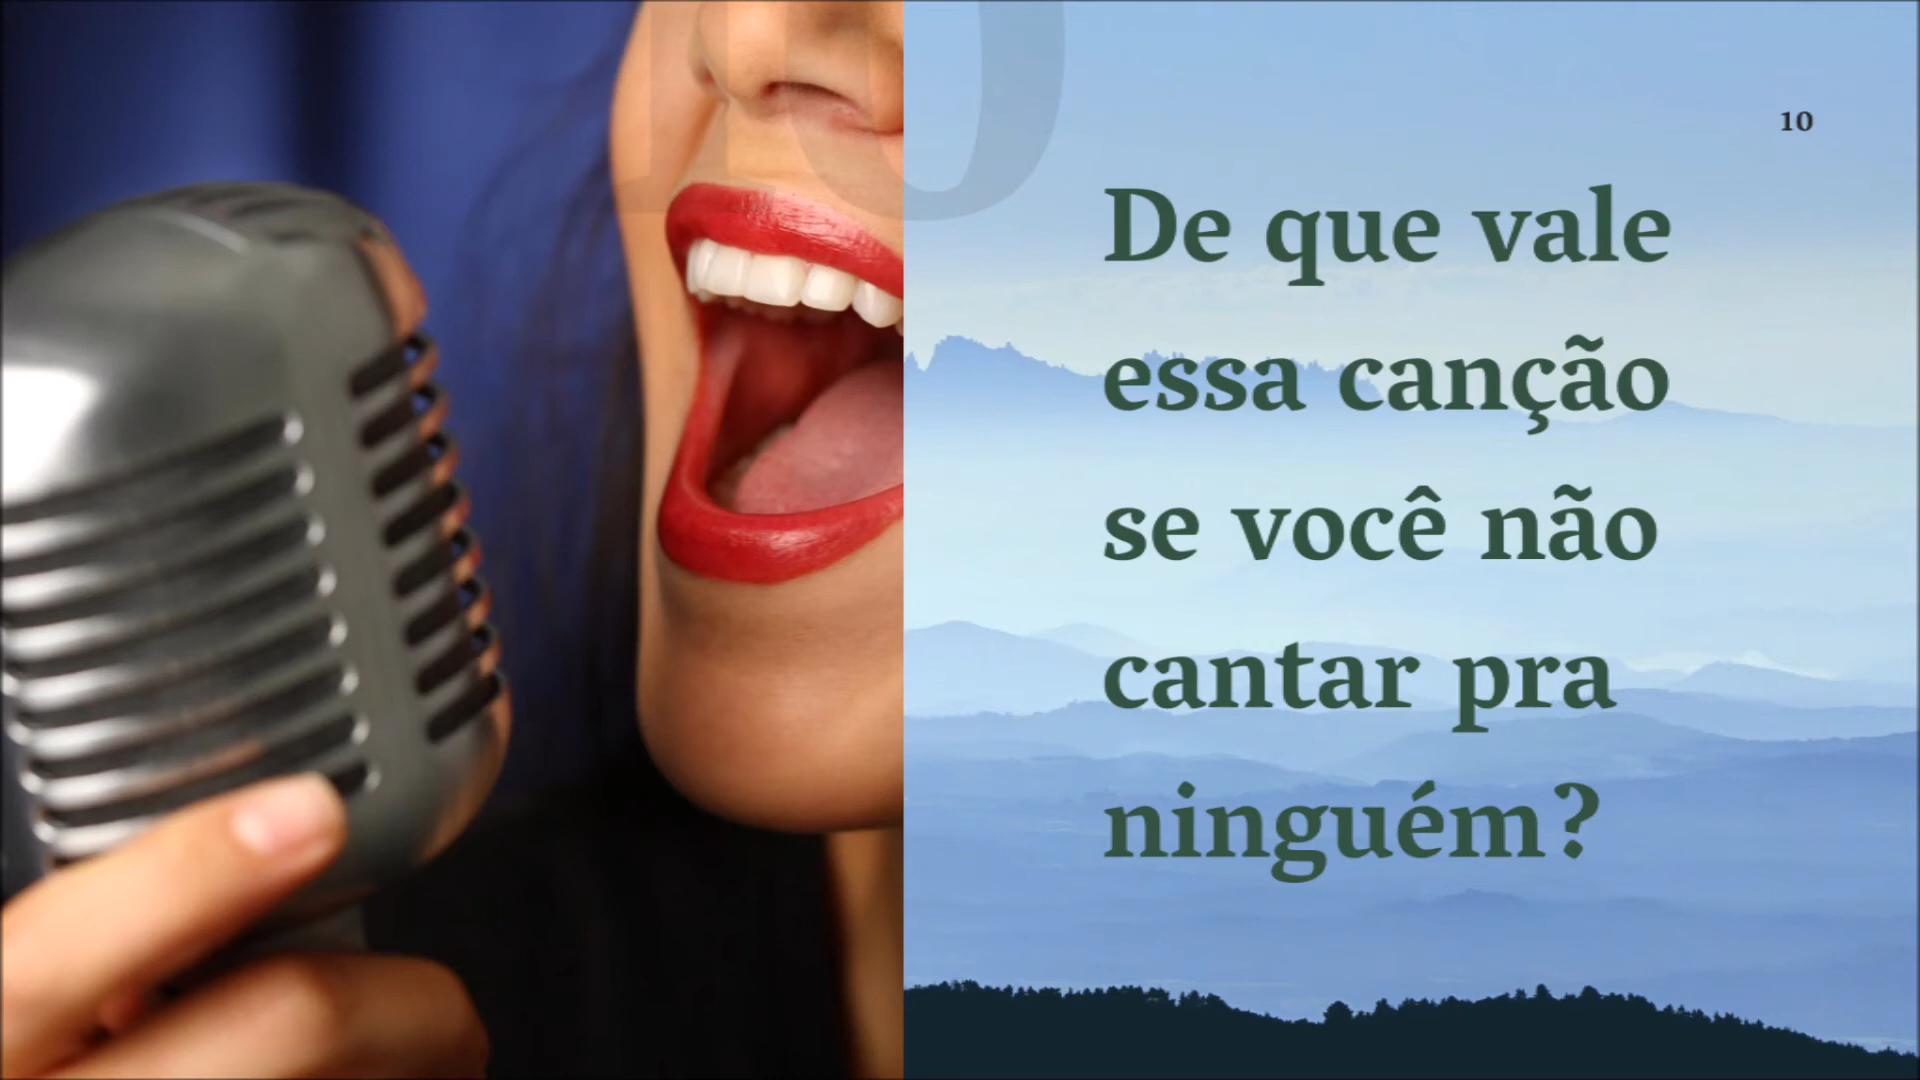 10
De que vale
essa canção
se você não
cantar pra
ninguém?